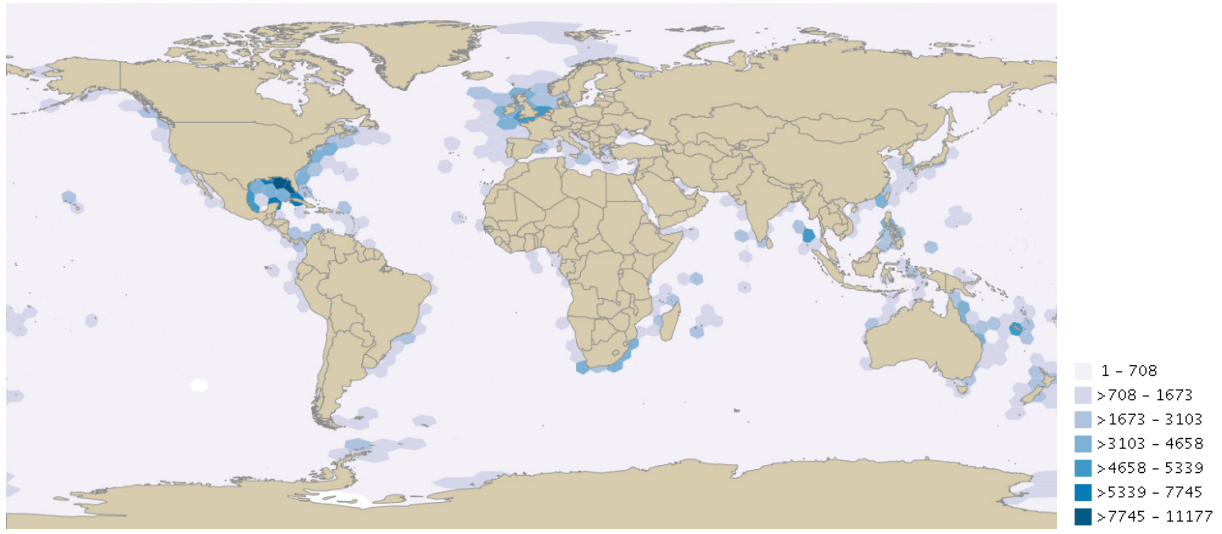 1 – 708
>708 – 1673
>1673 – 3103
>3103 – 4658
>4658 – 5339
>5339 – 7745
>7745 – 11177